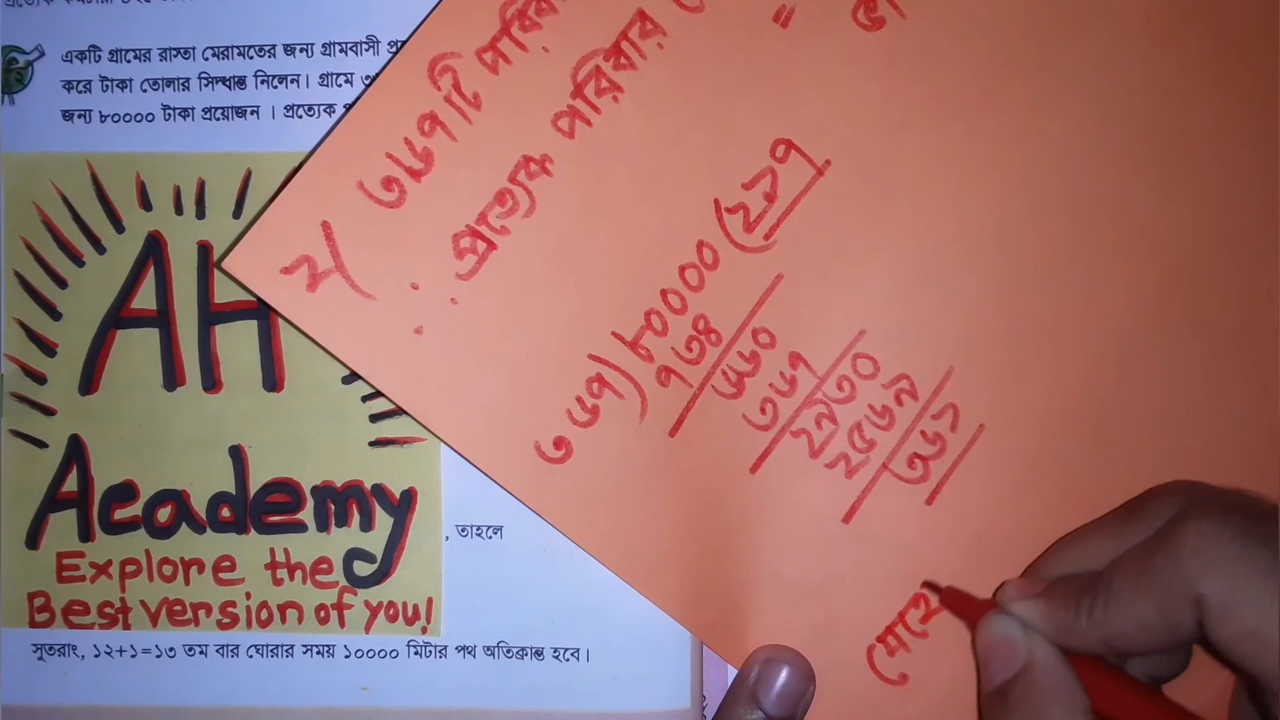 একটি গ্রামের রাস্তা মেরামতের জন্য গ্রামবাসী
করে টাকা তোলার সিদ্ধান্ত নিলেন। গ্রামে
জন্য ৮০০০০ টাকা প্রয়োজন । প্রত্যেক
AH
Academy
Explore the
Best version of you!
, তাহলে
সুতরাং, ১২+১=১৩ তম বার ঘোরার সময় ১০০০০ মিটার পথ অতিক্রান্ত হবে।
২/ ৩৬৭টি
∴ প্রত্যেক পরিবার
=
৩৬৭) ৮০০০০ (২১৭
৭৩৪
৬৬০
৩৬৭
২৯৩০
২৫৬৯
৩৬১
যেহে